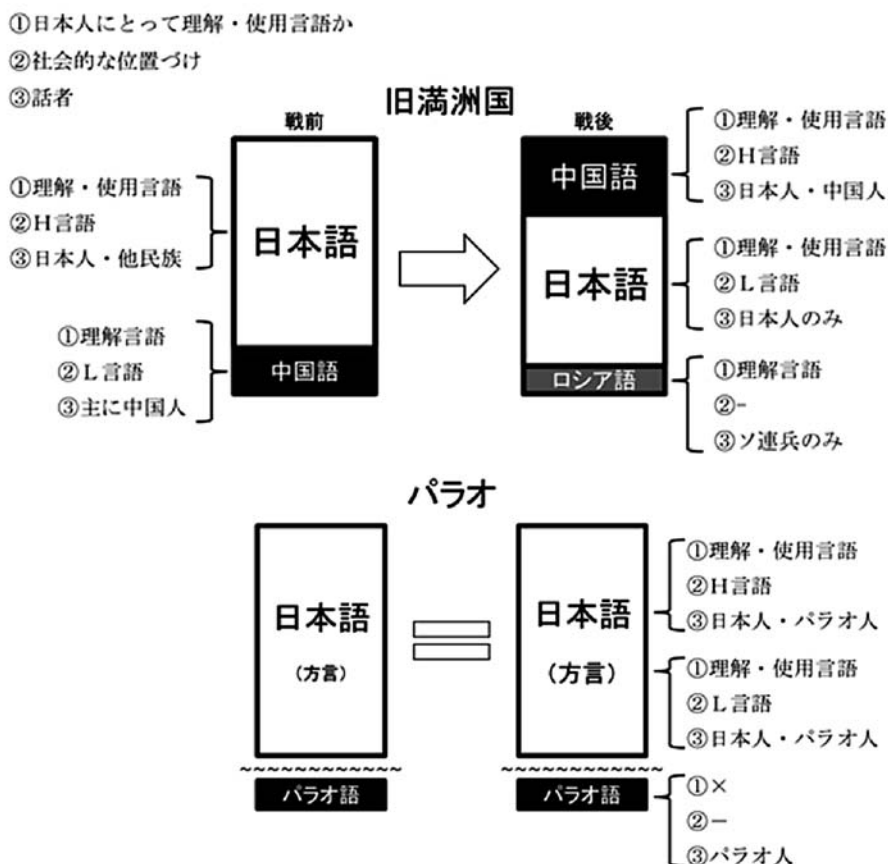 ①日本人にとって理解・使用言語か
②社会的な位置づけ
③話者
旧満洲国
戦前
①理解・使用言語
②H言語
③日本人・他民族
日本語
①理解言語
②L言語
③主に中国人
中国語
戦後
中国語
①理解・使用言語
②H言語
③日本人・中国人
日本語
①理解・使用言語
②L言語
③日本人のみ
ロシア語
①理解言語
②-
③ソ連兵のみ
パラオ
日本語
(方言)
パラオ語
日本語
(方言)
①理解・使用言語
②H言語
③日本人・パラオ人
①理解・使用言語
②L言語
③日本人・パラオ人
パラオ語
①×
②－
③パラオ人